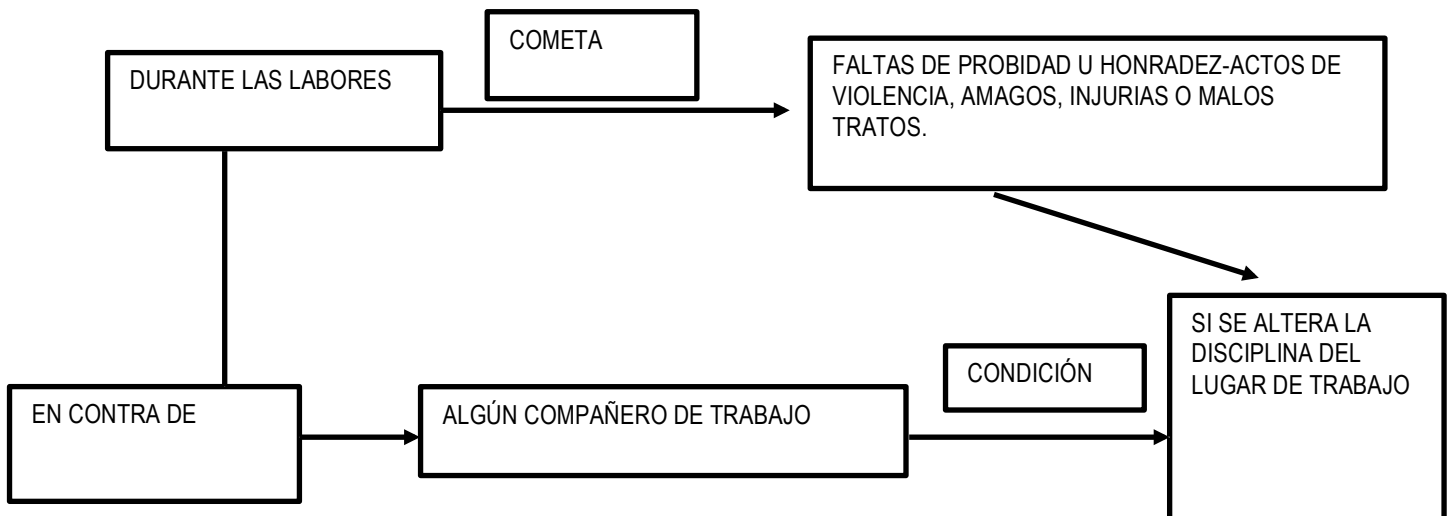 COMETA
DURANTE LAS LABORES
FALTAS DE PROBIDAD U HONRADEZ-ACTOS DE
VIOLENCIA, AMAGOS, INJURIAS O MALOS
TRATOS.
SI SE ALTERA LA
DISCIPLINA DEL
LUGAR DE TRABAJO
CONDICIÓN
EN CONTRA DE
ALGÚN COMPAÑERO DE TRABAJO